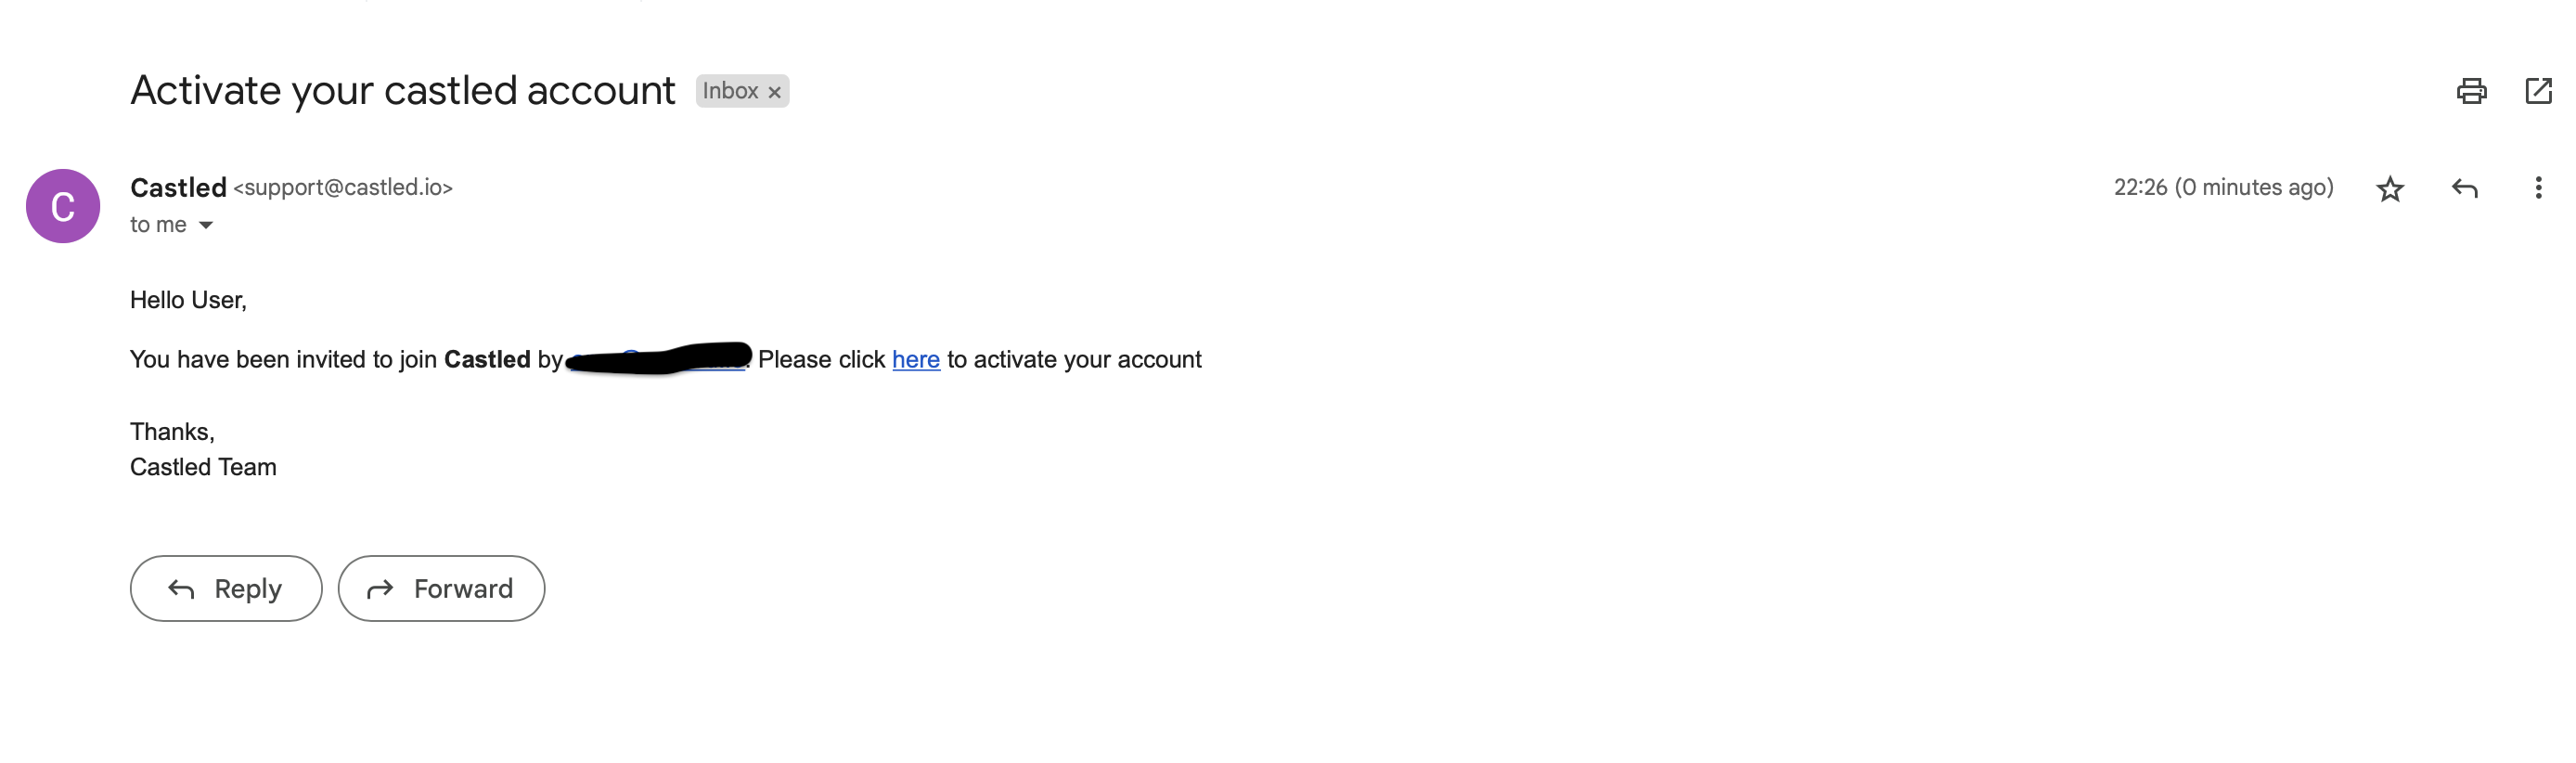 Activate your castled account Inbox ×
Castled <support@castled.io> 22:26 (0 minutes ago)
to me
C
Hello User,
You have been invited to join Castled by . Please click here to activate your account
Thanks,
Castled Team
Reply Forward